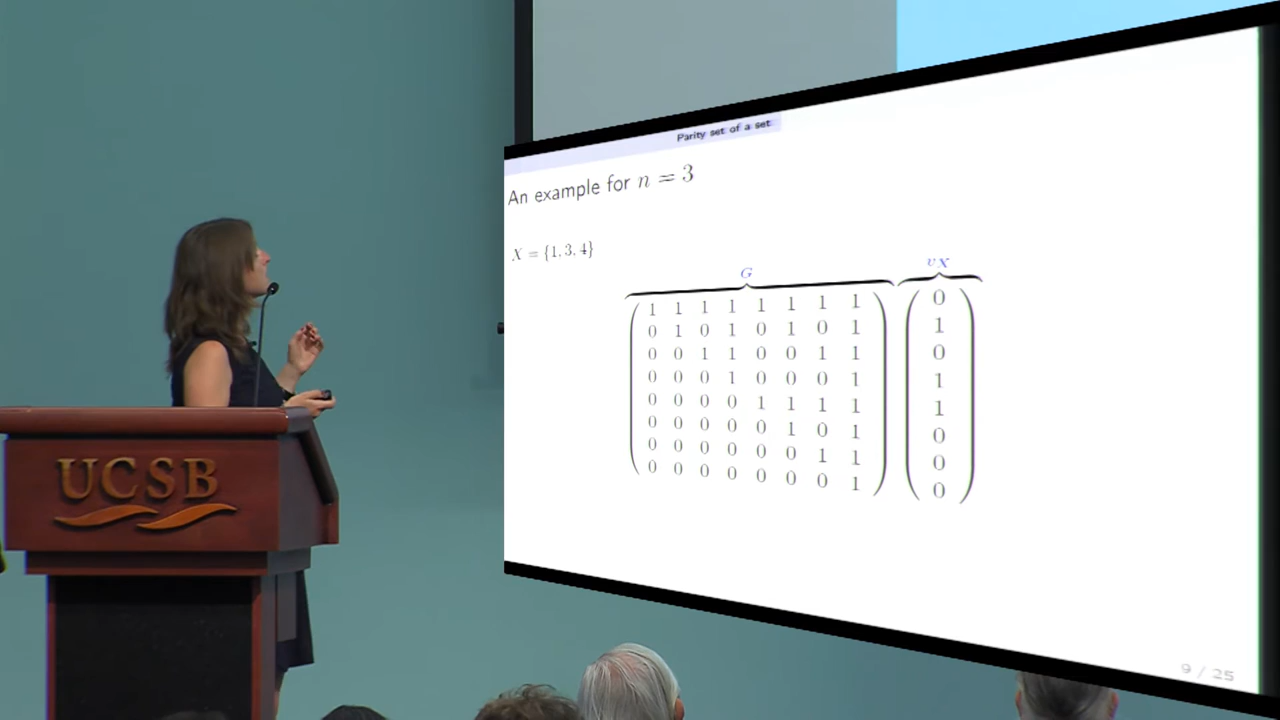 Parity set of a set
An example for n = 3
X = {1, 3, 4}
G v_X
1 1 1 1 1 1 1 1 0
0 1 0 1 0 1 0 1 1
0 0 1 1 0 0 1 1 0
0 0 0 1 0 0 0 1 1
0 0 0 0 1 1 1 1 1
0 0 0 0 0 1 0 1 0
0 0 0 0 0 0 1 1 0
0 0 0 0 0 0 0 1 0
9 / 25
UCSB